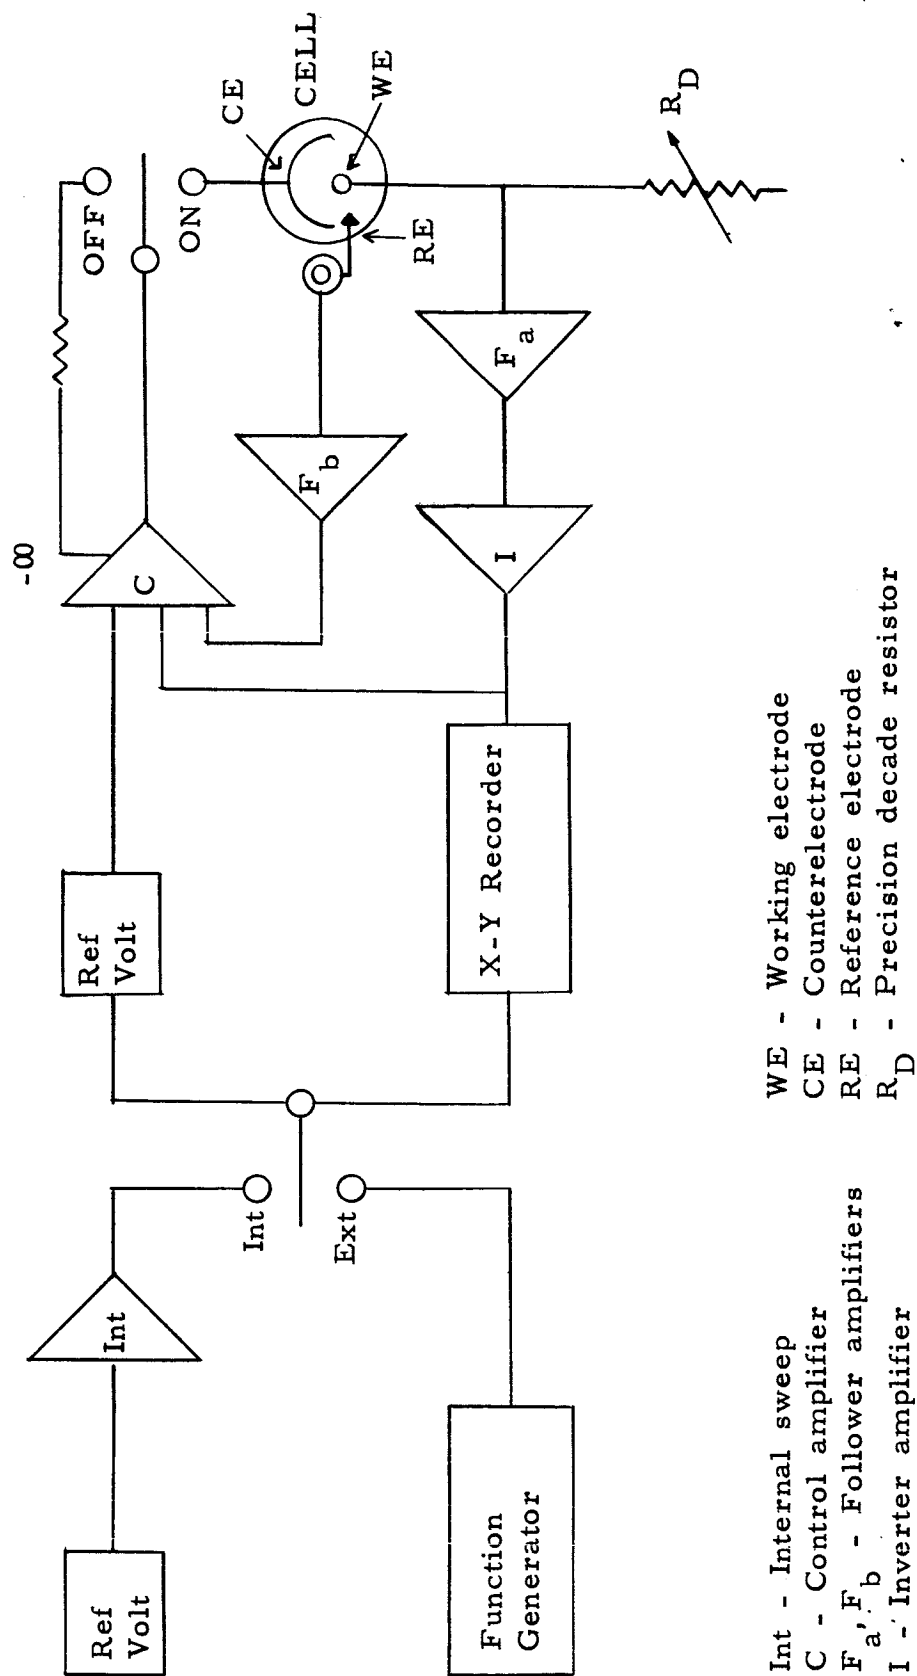 -∞
OFF
ON
CE
CELL
WE
RE
R_D
C
F_b
F_a
I
Ref
Volt
X-Y Recorder
Int
Int
Ext
Ref
Volt
Function
Generator
Int - Internal sweep
C - Control amplifier
F_a, F_b - Follower amplifiers
I - Inverter amplifier
WE - Working electrode
CE - Counterelectrode
RE - Reference electrode
R_D - Precision decade resistor